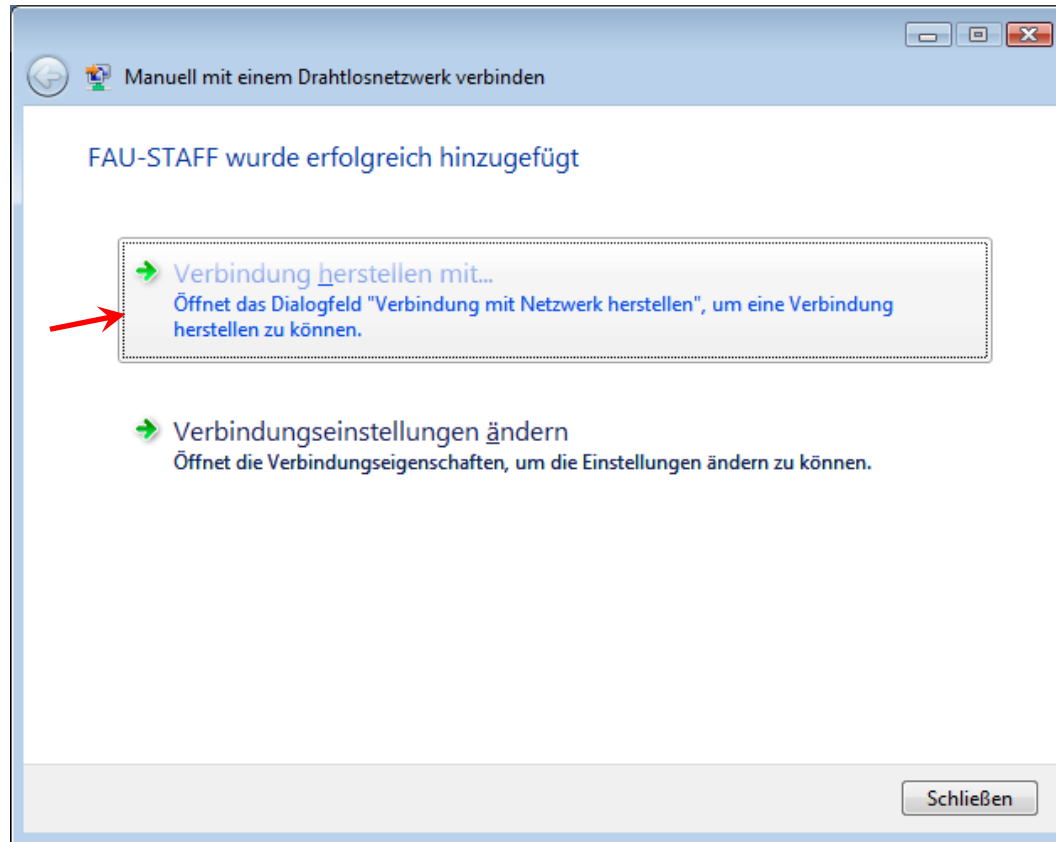 Manuell mit einem Drahtlosnetzwerk verbinden
FAU-STAFF wurde erfolgreich hinzugefügt
Verbindung herstellen mit...
Öffnet das Dialogfeld "Verbindung mit Netzwerk herstellen", um eine Verbindung
herstellen zu können.
Verbindungseinstellungen ändern
Öffnet die Verbindungseigenschaften, um die Einstellungen ändern zu können.
Schließen